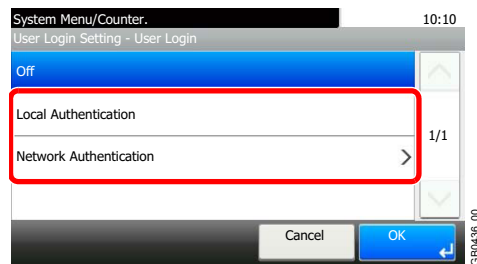 System Menu/Counter. 10:10
User Login Setting - User Login
Off
Local Authentication
1/1
Network Authentication
Cancel OK
GB0436_00